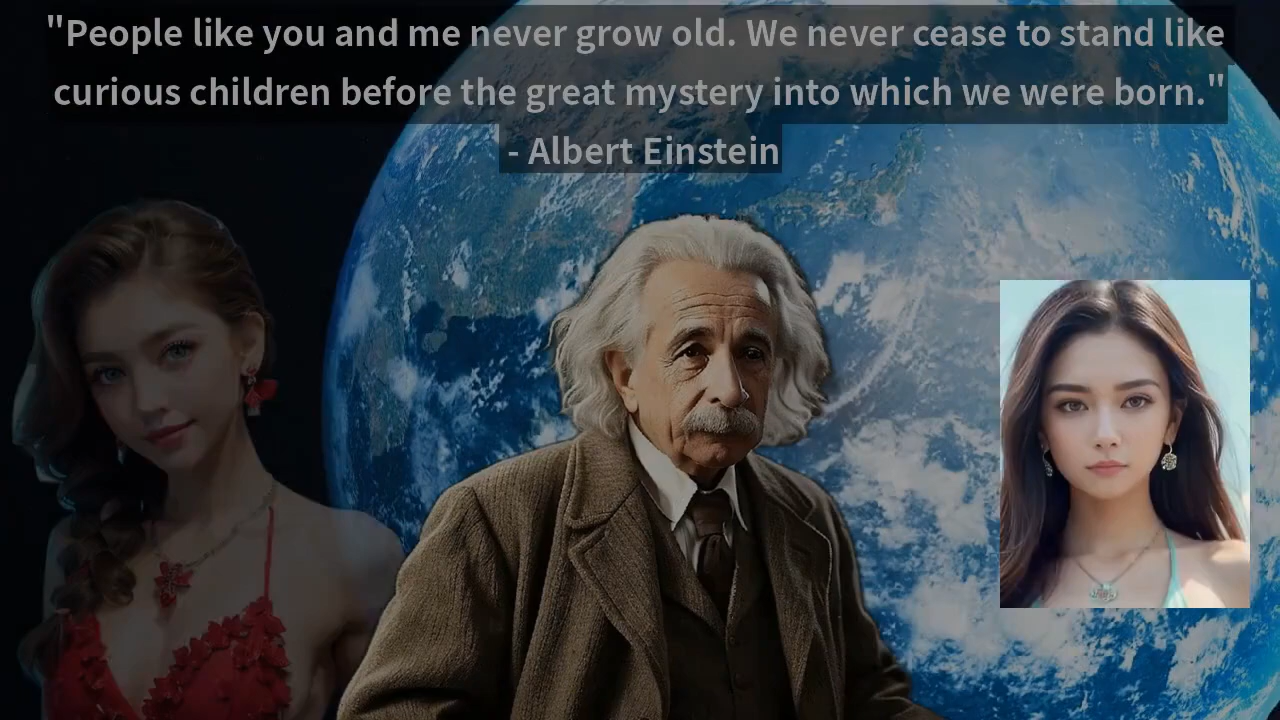 "People like you and me never grow old. We never cease to stand like
curious children before the great mystery into which we were born."
- Albert Einstein